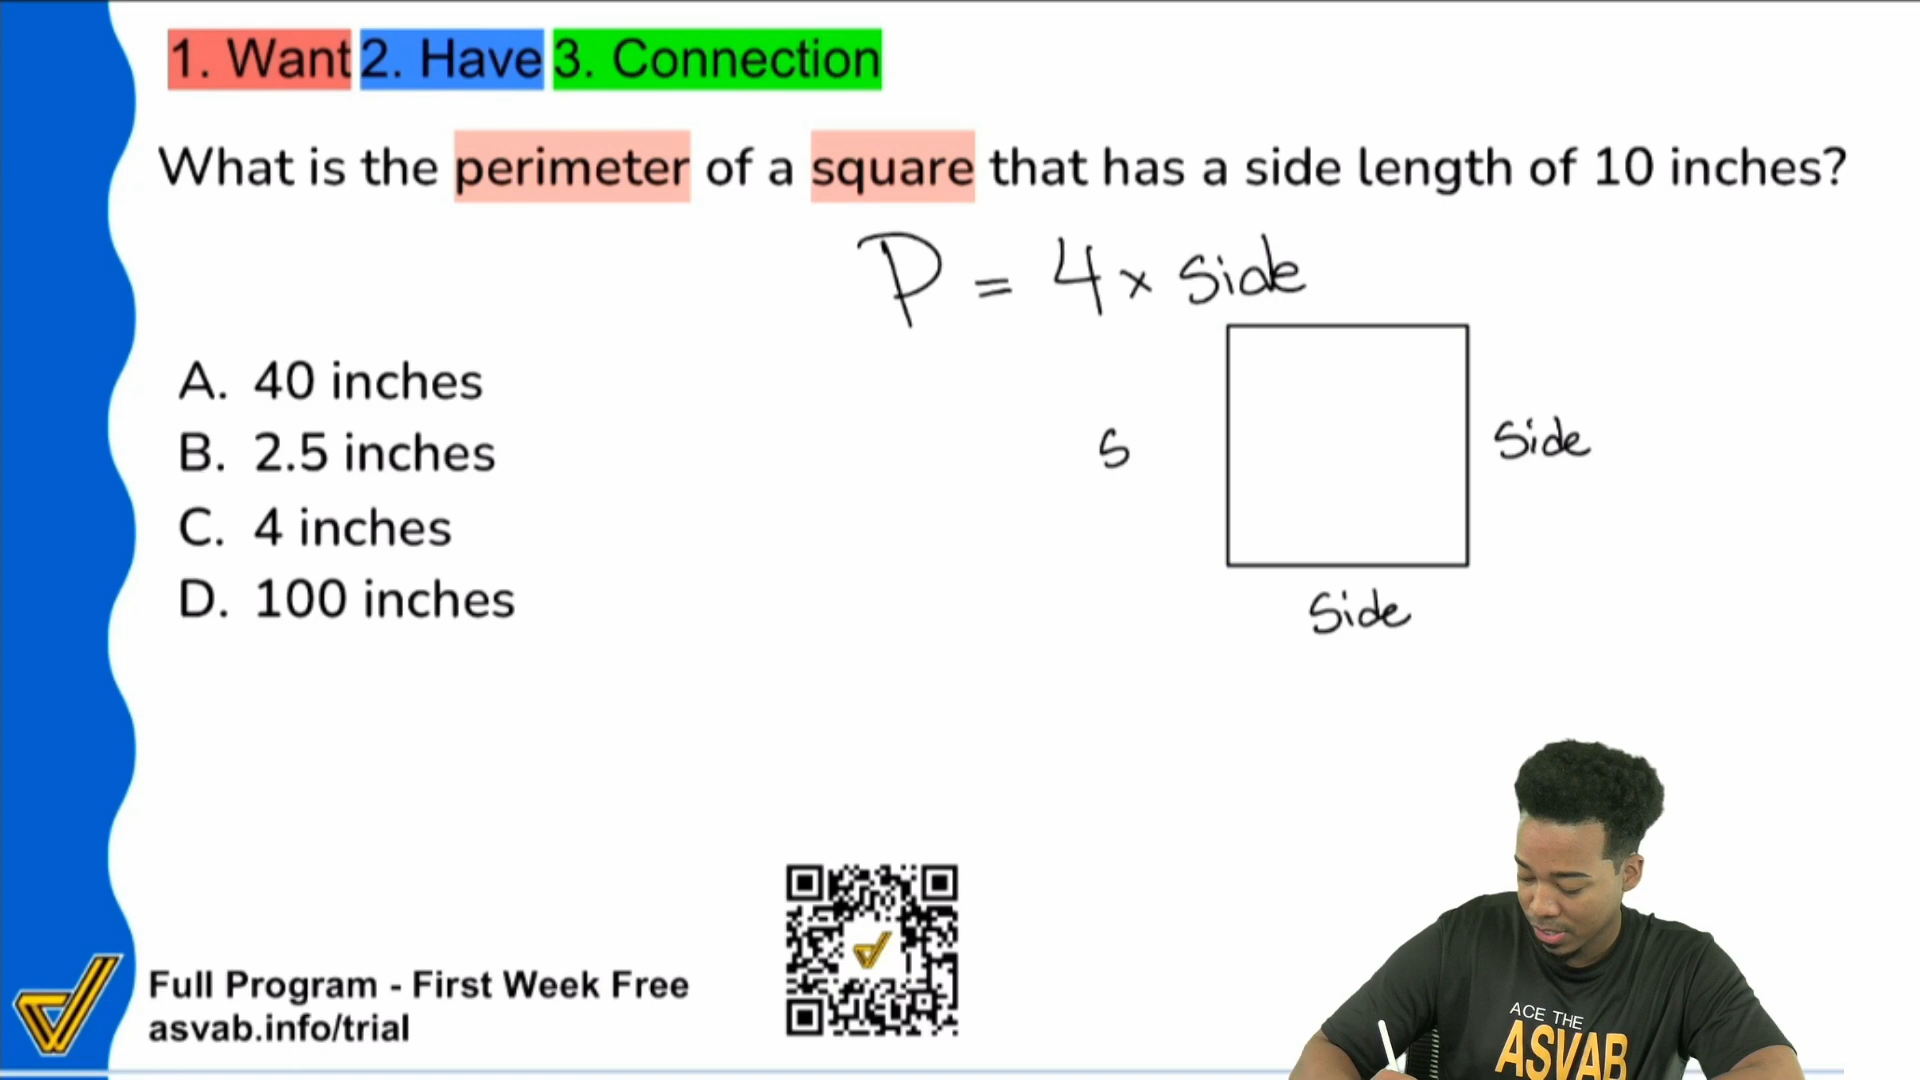 1. Want 2. Have 3. Connection
What is the perimeter of a square that has a side length of 10 inches?
P = 4 x side
A. 40 inches
B. 2.5 inches
C. 4 inches
D. 100 inches
s
side
side
Full Program - First Week Free
asvab.info/trial
ACE THE
ASVAB